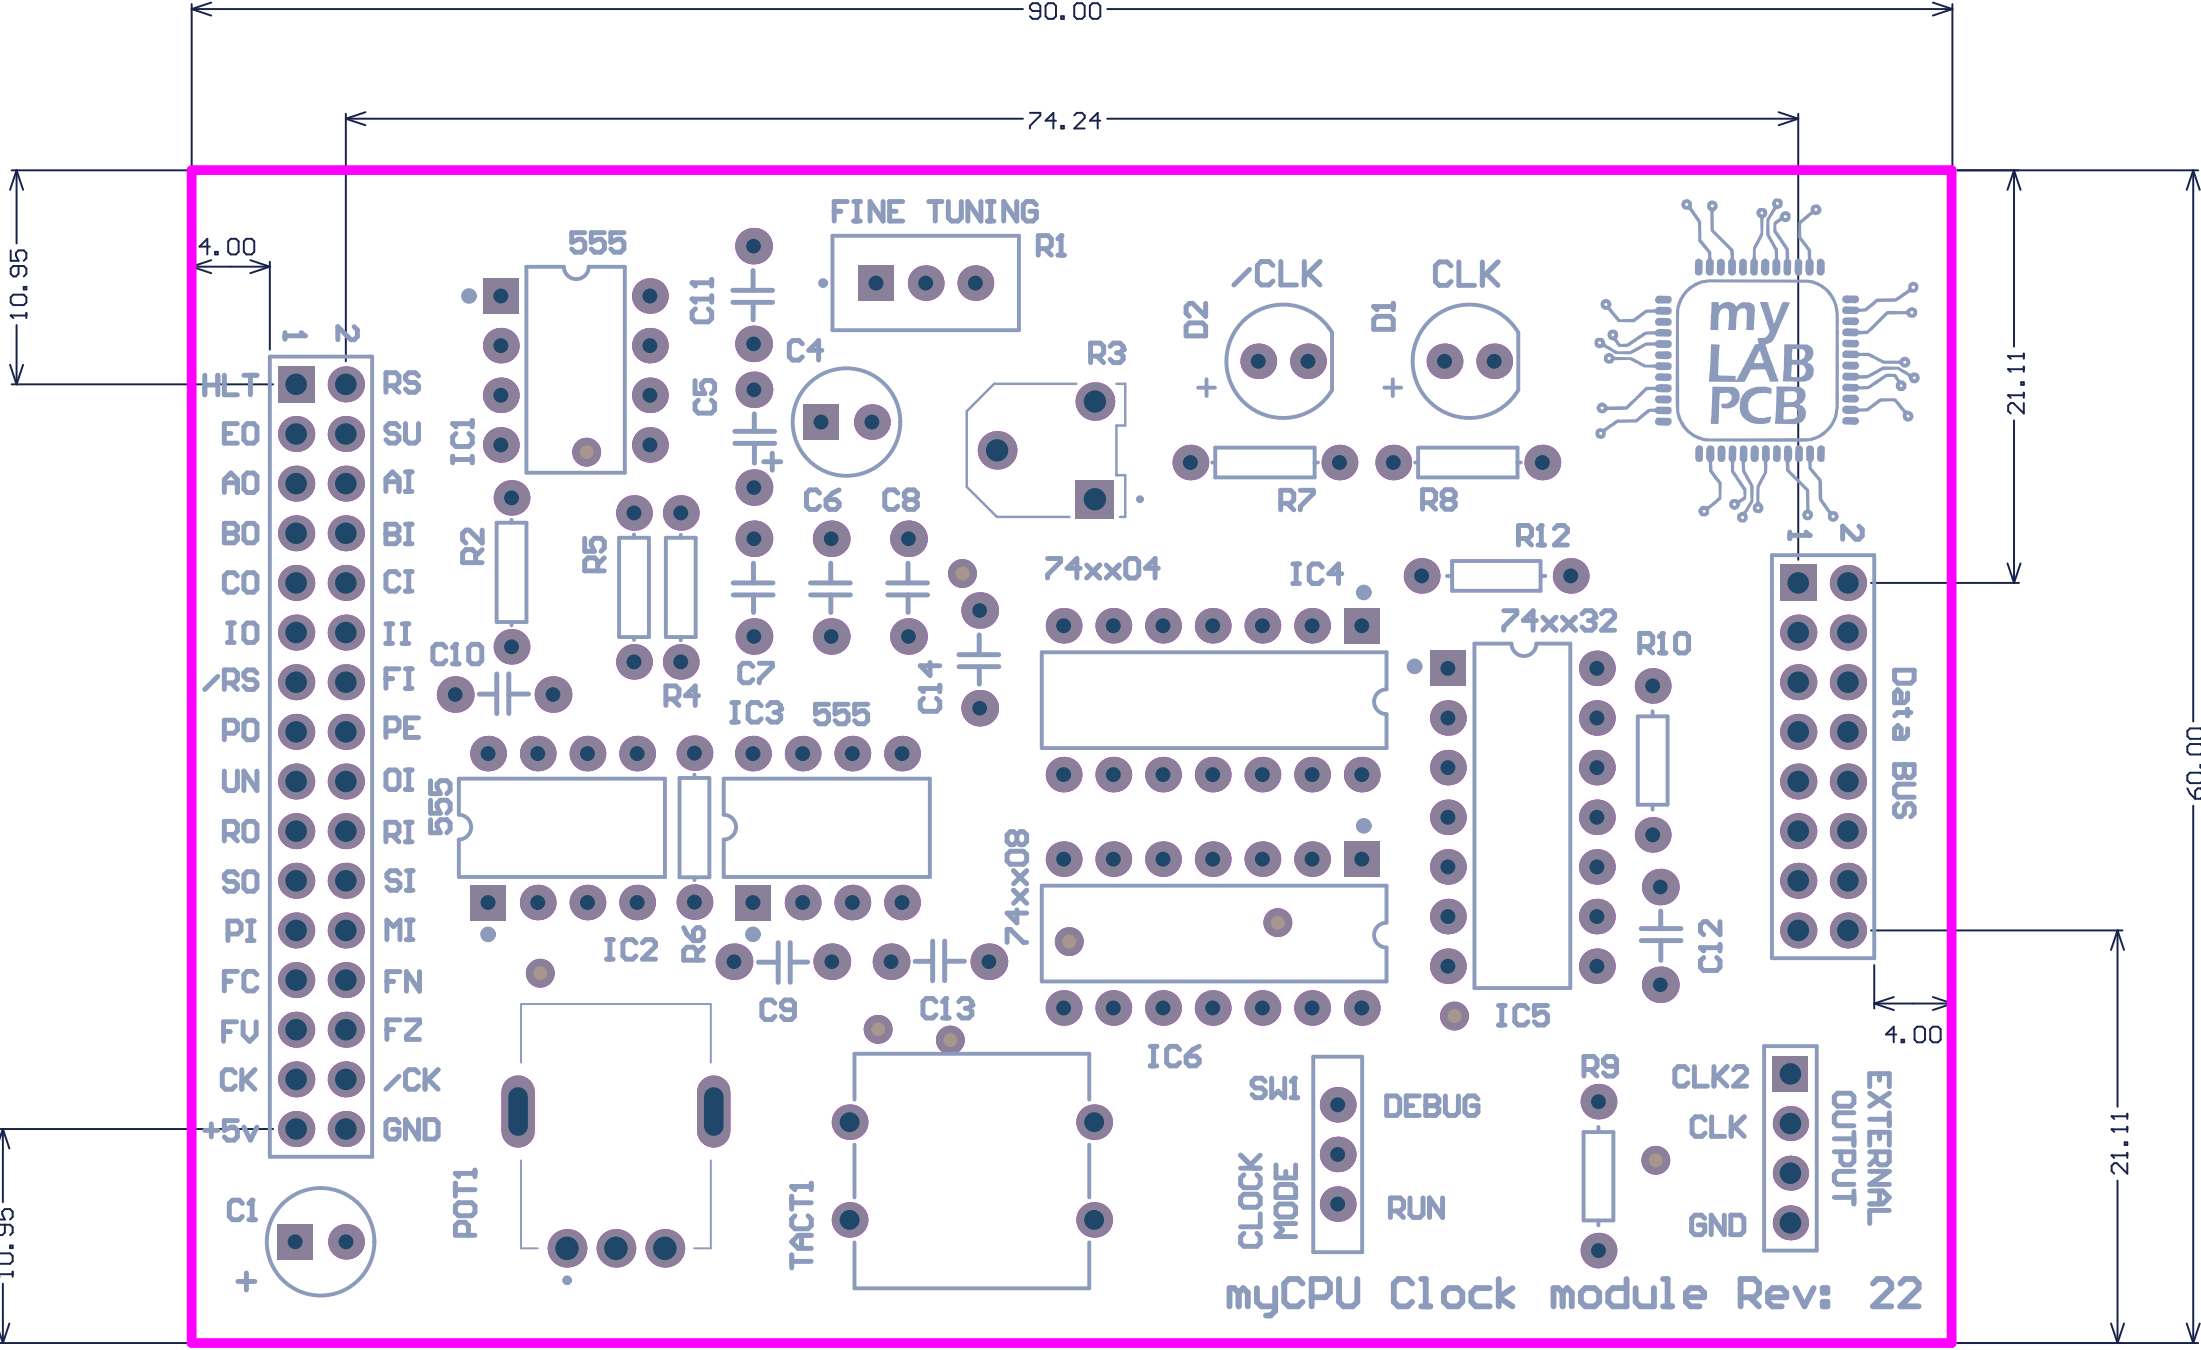 90.00
74.24
10.95
4.00
21.11
60.00
FINE TUNING
555
R1
C11
/CLK
CLK
D2
D1
my
LAB
PCB
C4
R3
C5
+
+
+
IC1
1
2
HLT RS
EO SU
AO AI
BO BI
CO CI
IO II
/RS FI
PO PE
UN OI
RO RI
SO SI
PI MI
FC FN
FV FZ
CK /CK
+5v GND
C6
C8
R7
R8
R2
R5
R12
74xx04
IC4
1
2
74xx32
R10
C10
C7
R4
C14
IC3
555
Data BUS
555
74xx08
IC2
R6
C9
C13
C12
IC5
IC6
4.00
R9
SW1
DEBUG
CLOCK
MODE
RUN
CLK2
CLK
GND
EXTERNAL
OUTPUT
21.11
10.95
C1
+
POT1
TACT1
myCPU Clock module Rev: 22